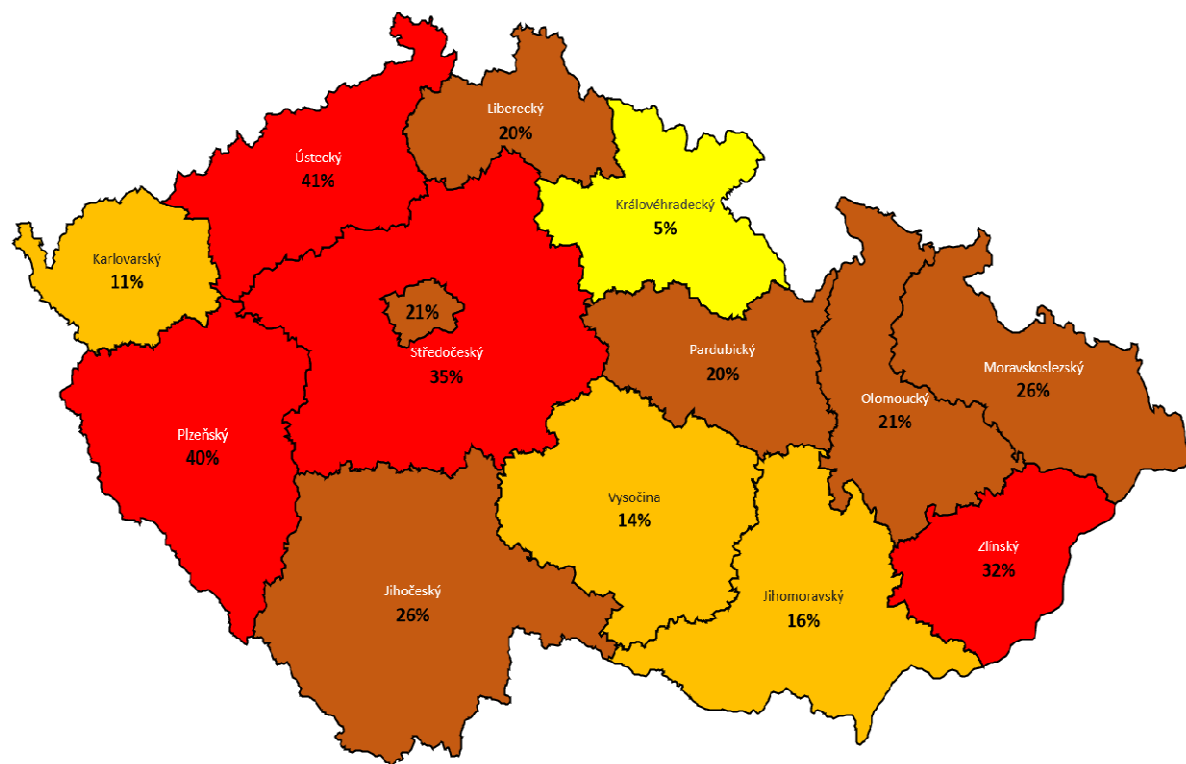 Liberecký
20%
Ústecký
41%
Královéhradecký
5%
Karlovarský
11%
21%
Středočeský
35%
Pardubický
20%
Moravskoslezský
26%
Olomoucký
21%
Plzeňský
40%
Vysočina
14%
Zlínský
32%
Jihočeský
26%
Jihomoravský
16%